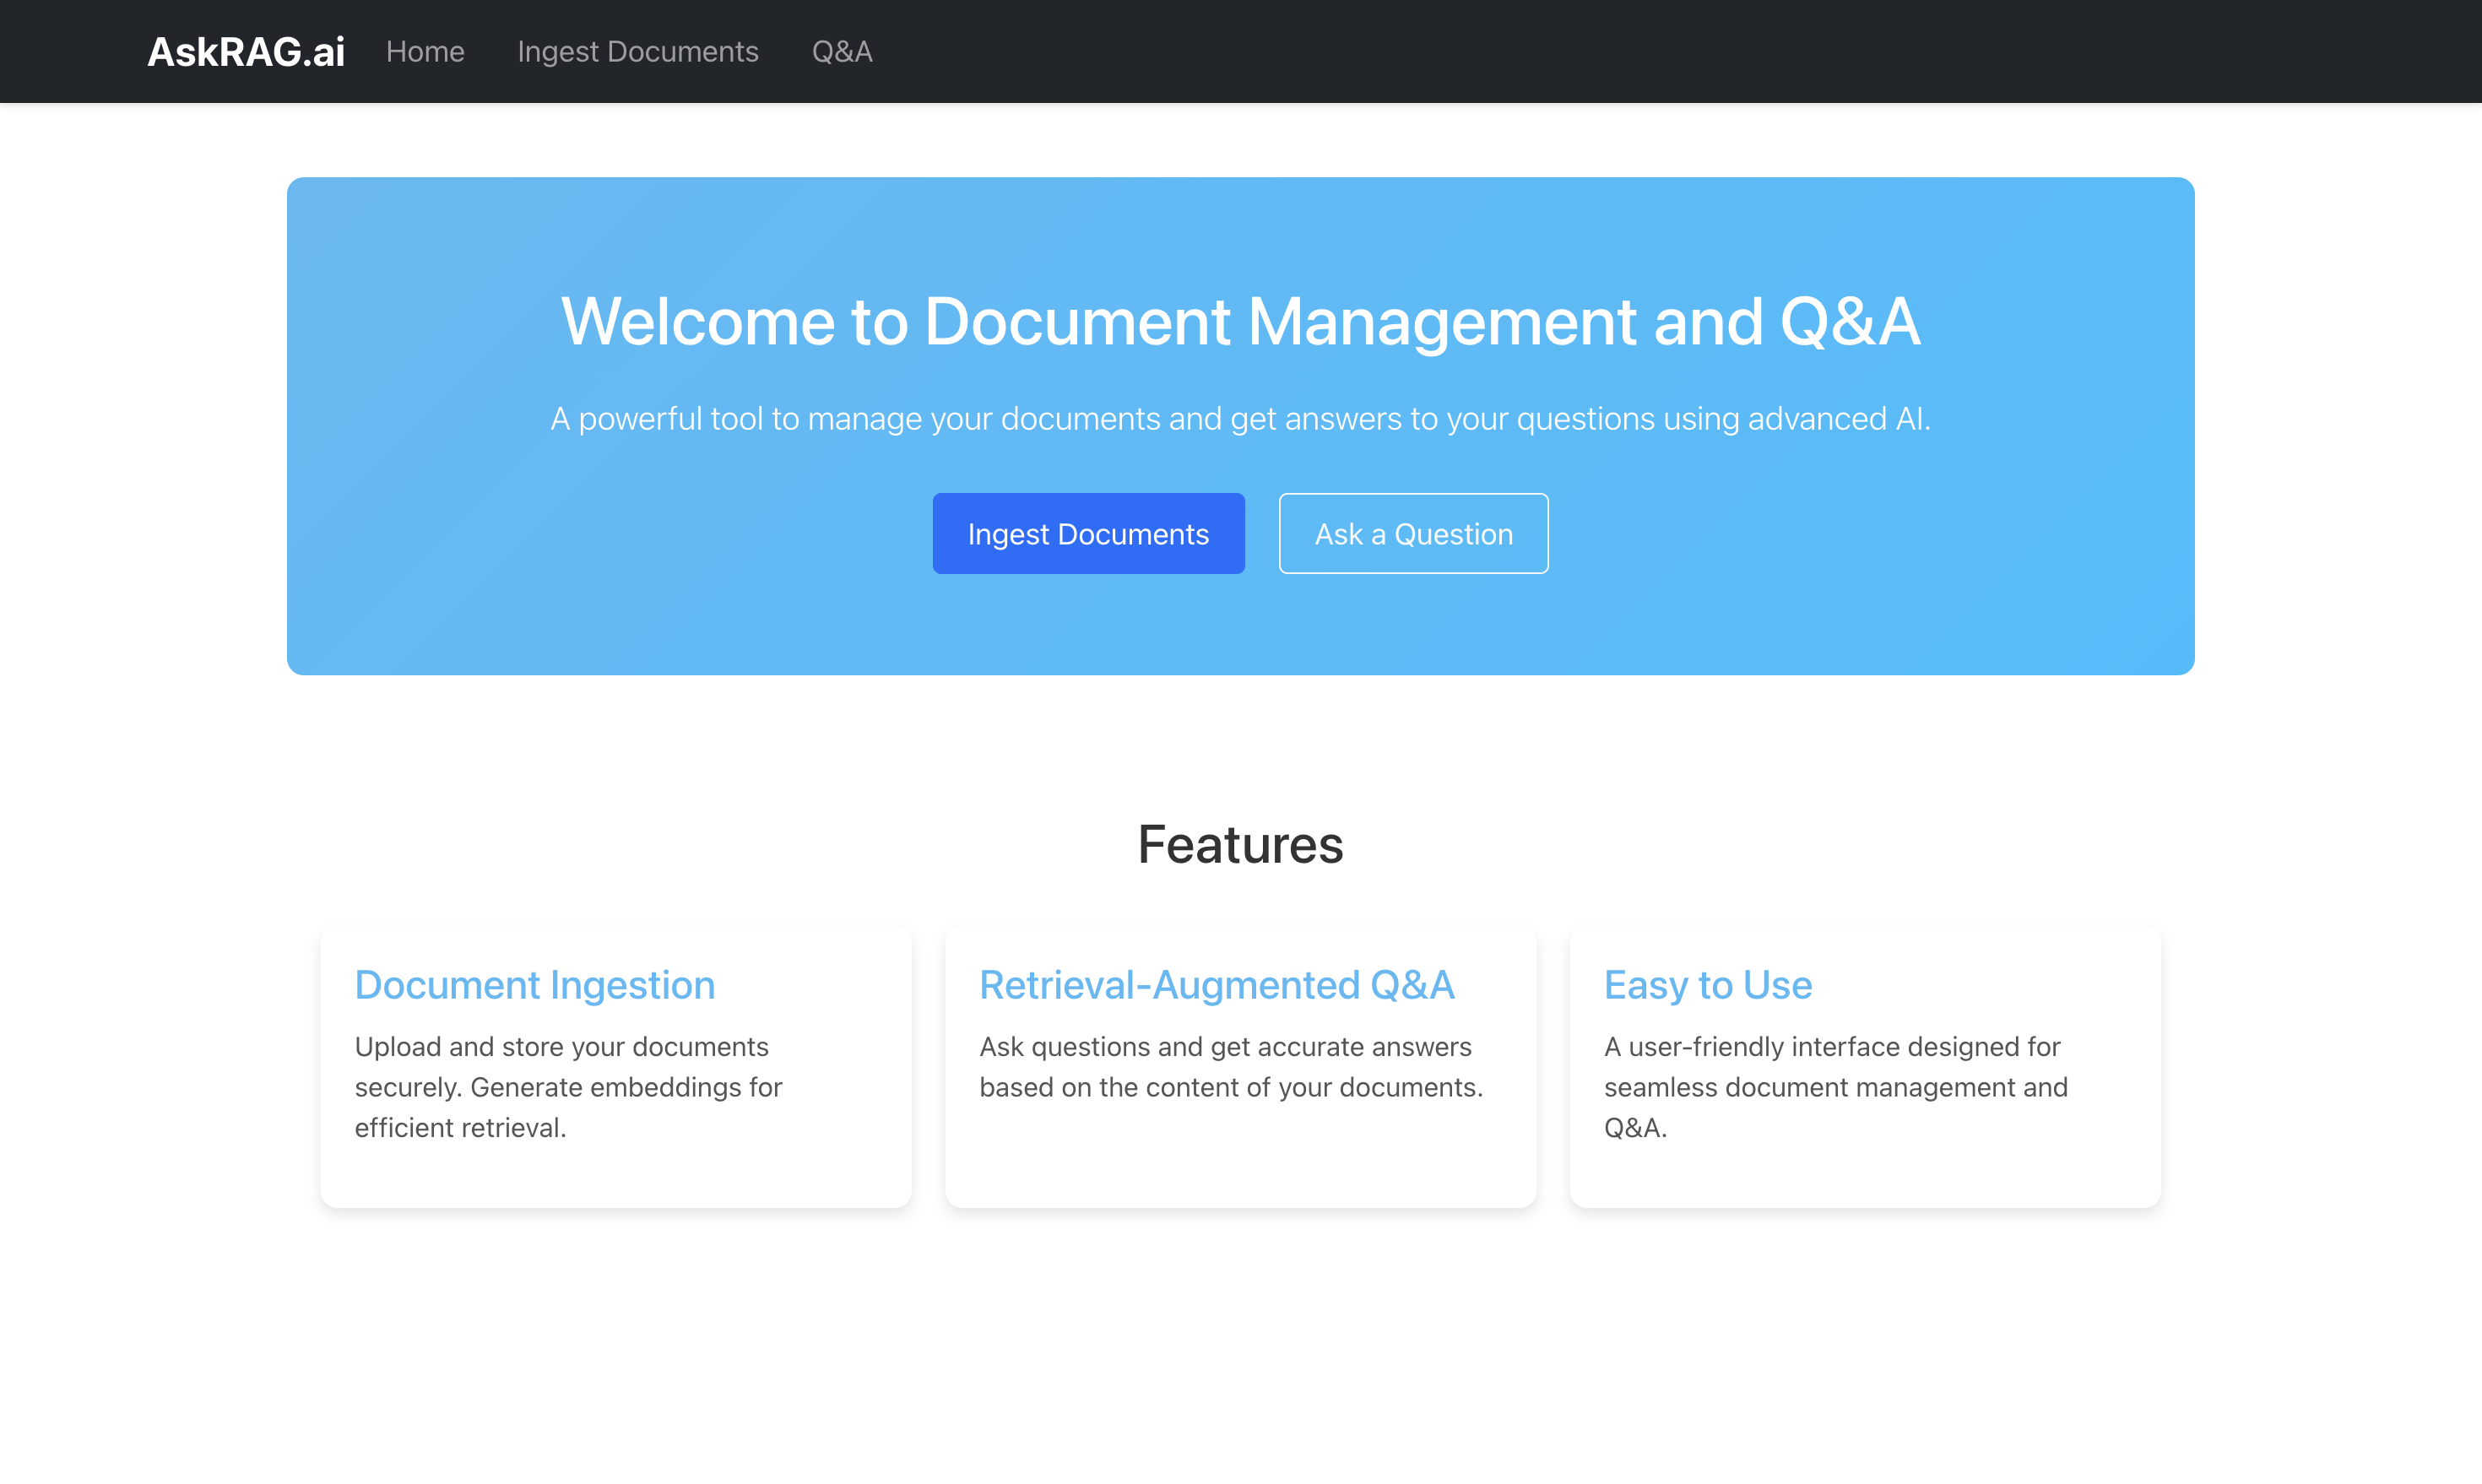 AskRAG.ai Home Ingest Documents Q&A
Welcome to Document Management and Q&A
A powerful tool to manage your documents and get answers to your questions using advanced AI.
Ingest Documents Ask a Question
Features
Document Ingestion
Upload and store your documents
securely. Generate embeddings for
efficient retrieval.
Retrieval-Augmented Q&A
Ask questions and get accurate answers
based on the content of your documents.
Easy to Use
A user-friendly interface designed for
seamless document management and
Q&A.